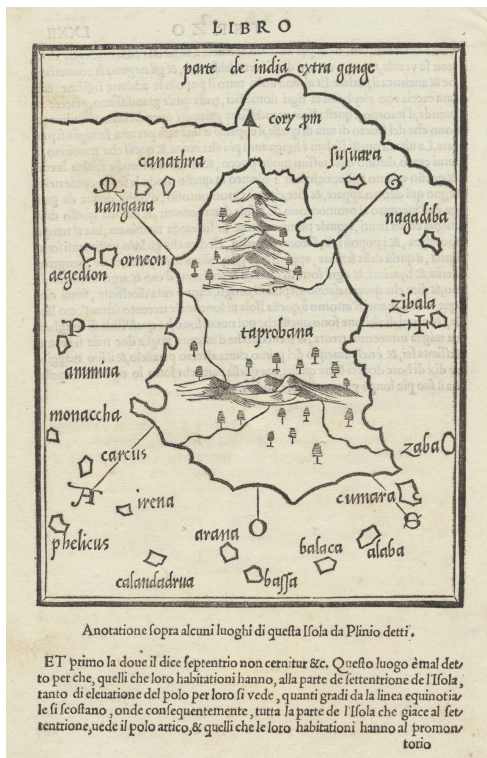 LIBRO
parte de india extra gange
cory pm
canathra
susuara
M
G
uangana
nagadiba
orneon
aegedion
zibala
P
taprobana
ammuia
monaccha
carcus
zaba
A
irena
cumara
S
phelicus
arana
O
balaca
alaba
calandadrua
bassa
Anotatione sopra alcuni luoghi di questa Isola da Plinio detti.
ET primo la doue il dice septentrio non cernitur &c. Questo luogo è mal det⸗
to per che, quelli che loro habitationi hanno, alla parte de settentrione de l'Isola,
tanto di eleuatione del polo per loro si vede, quanti gradi da la linea equinotia⸗
le si scostano, onde consequentemente, tutta la parte de l'Isola che giace al set⸗
tentrione, uede il polo artico, & quelli che le loro habitationi hanno al promon⸗
torio